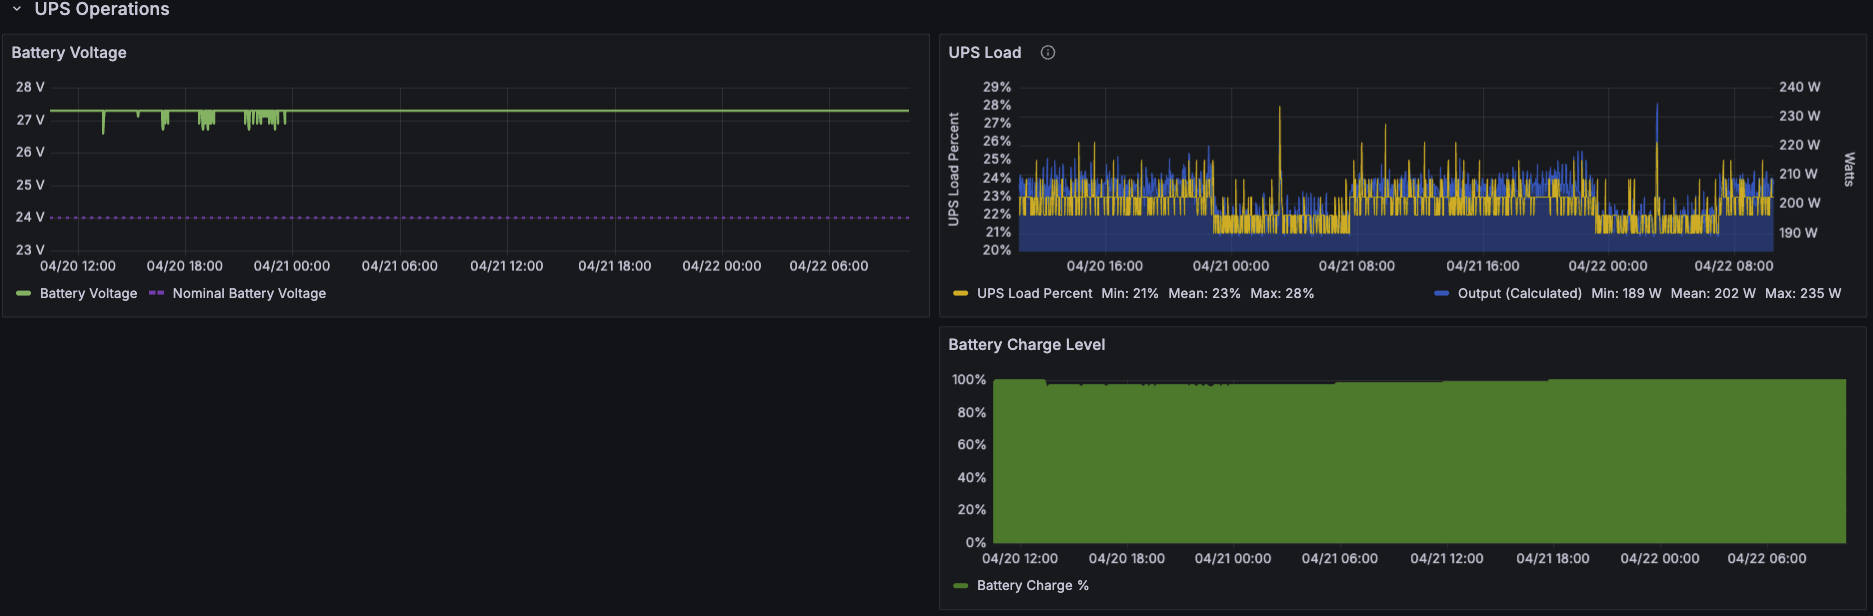 UPS Operations
Battery Voltage
28 V
27 V
26 V
25 V
24 V
23 V
04/20 12:00 04/20 18:00 04/21 00:00 04/21 06:00 04/21 12:00 04/21 18:00 04/22 00:00 04/22 06:00
Battery Voltage Nominal Battery Voltage
UPS Load
UPS Load Percent
29%
28%
27%
26%
25%
24%
23%
22%
21%
20%
240 W
230 W
220 W
210 W
200 W
190 W
Watts
04/20 16:00 04/21 00:00 04/21 08:00 04/21 16:00 04/22 00:00 04/22 08:00
UPS Load Percent Min: 21% Mean: 23% Max: 28% Output (Calculated) Min: 189 W Mean: 202 W Max: 235 W
Battery Charge Level
100%
80%
60%
40%
20%
0%
04/20 12:00 04/20 18:00 04/21 00:00 04/21 06:00 04/21 12:00 04/21 18:00 04/22 00:00 04/22 06:00
Battery Charge %